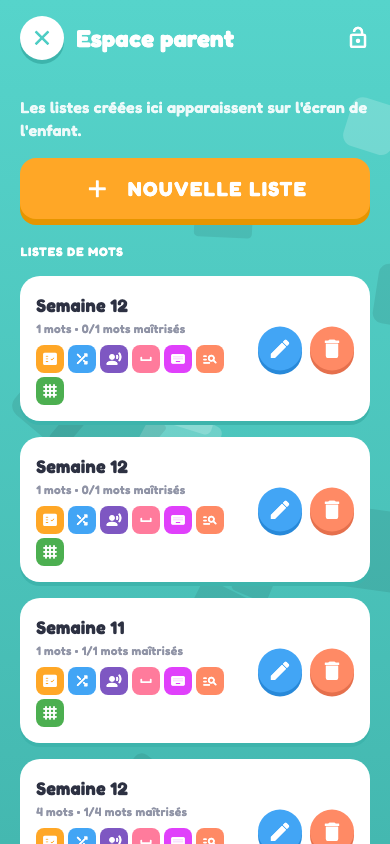 Espace parent
Les listes créées ici apparaissent sur l'écran de
l'enfant.
+ NOUVELLE LISTE
LISTES DE MOTS
Semaine 12
1 mots • 0/1 mots maîtrisés
Semaine 12
1 mots • 0/1 mots maîtrisés
Semaine 11
1 mots • 1/1 mots maîtrisés
Semaine 12
4 mots • 1/4 mots maîtrisés